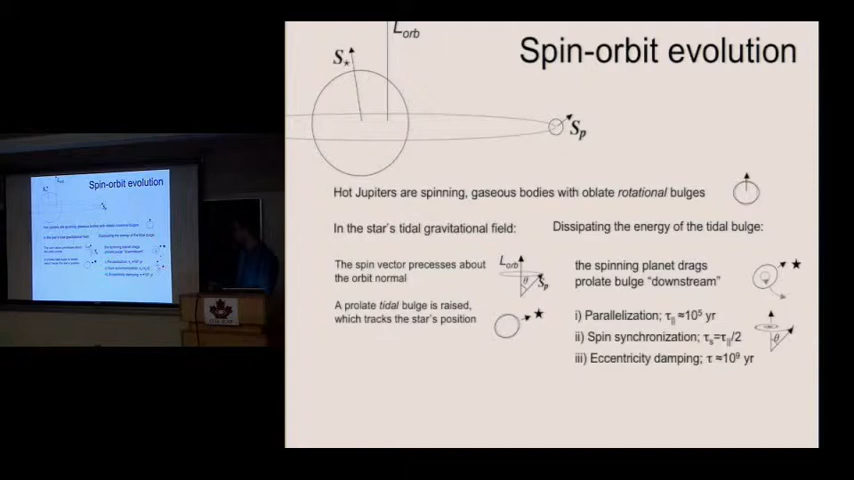 L_orb
Spin-orbit evolution
S⋆
S_p
Hot Jupiters are spinning, gaseous bodies with oblate rotational bulges
In the star's tidal gravitational field:
Dissipating the energy of the tidal bulge:
The spin vector precesses about
the orbit normal
L_orb
θ
S_p
the spinning planet drags
prolate bulge "downstream"
A prolate tidal bulge is raised,
which tracks the star's position
i) Parallelization; τ_|| ≈10⁵ yr
ii) Spin synchronization; τ_s=τ_||/2
iii) Eccentricity damping; τ ≈10⁹ yr
θ
Spin-orbit evolution